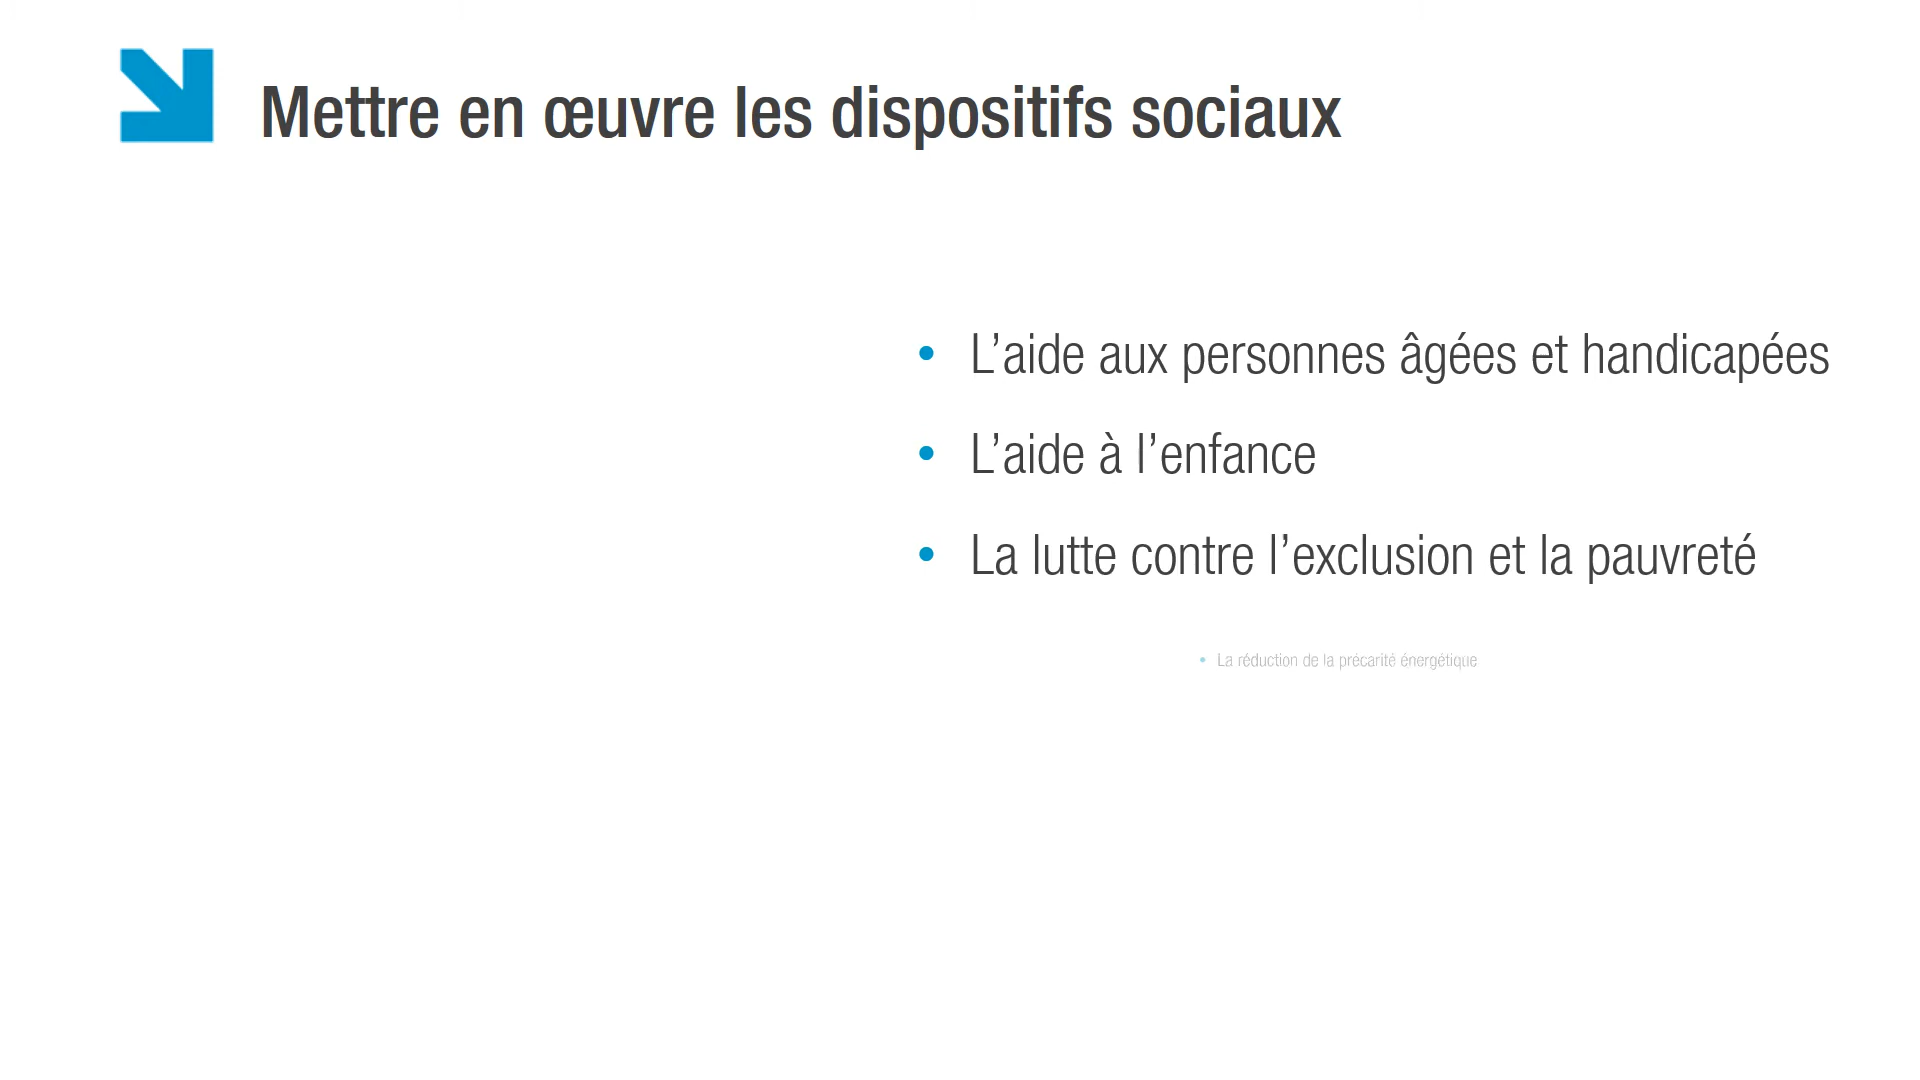 Mettre en œuvre les dispositifs sociaux
• L’aide aux personnes âgées et handicapées
• L’aide à l’enfance
• La lutte contre l’exclusion et la pauvreté
• La réduction de la précarité énergétique